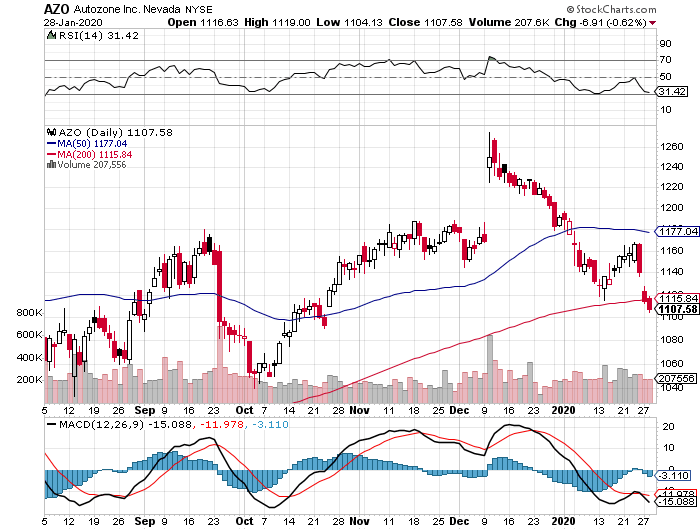 AZO Autozone Inc. Nevada NYSE © StockCharts.com
28-Jan-2020 Open 1116.63 High 1119.00 Low 1104.13 Close 1107.58 Volume 207.6K Chg -6.91 (-0.62%)
RSI(14) 31.42
90
70
50
31.42
10
AZO (Daily) 1107.58
MA(50) 1177.04
MA(200) 1115.84
Volume 207,556
1260
1240
1220
1200
1177.04
1160
1140
1115.84
1107.58
1100
1080
1060
1040
800K
600K
400K
200K
207556
5 12 19 26 Sep 9 16 23 Oct 7 14 21 28 Nov 11 18 25 Dec 9 16 23 2020 13 21 27
MACD(12,26,9) -15.088, -11.978, -3.110
20
10
0
-3.110
-11.978
-15.088
5 12 19 26 Sep 9 16 23 Oct 7 14 21 28 Nov 11 18 25 Dec 9 16 23 2020 13 21 27